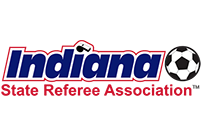 Indiana
State Referee Association™